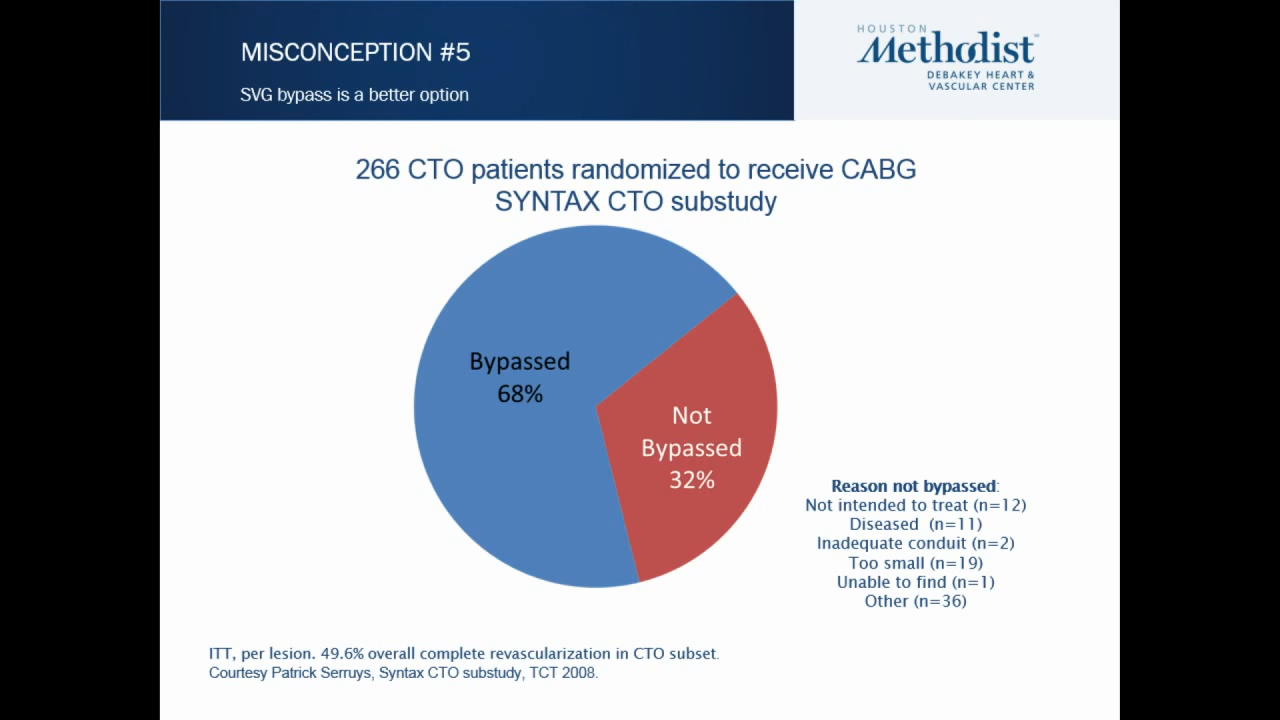 MISCONCEPTION #5
SVG bypass is a better option
HOUSTON
Methodist
DEBAKEY HEART &
VASCULAR CENTER
266 CTO patients randomized to receive CABG
SYNTAX CTO substudy
Bypassed
68%
Not
Bypassed
32%
Reason not bypassed:
Not intended to treat (n=12)
Diseased (n=11)
Inadequate conduit (n=2)
Too small (n=19)
Unable to find (n=1)
Other (n=36)
ITT, per lesion. 49.6% overall complete revascularization in CTO subset.
Courtesy Patrick Serruys, Syntax CTO substudy, TCT 2008.